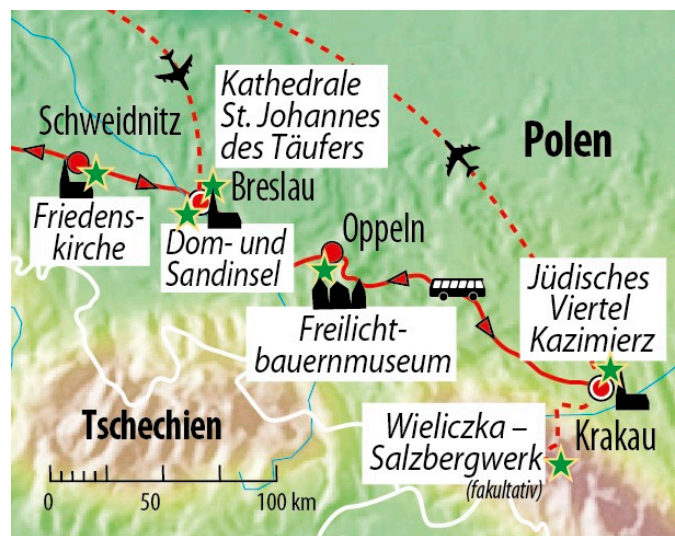 Kathedrale
St. Johannes
des Täufers
Schweidnitz
Polen
Breslau
Friedens-
kirche
Dom- und
Sandinsel
Oppeln
Jüdisches
Viertel
Kazimierz
Freilicht-
bauernmuseum
Tschechien
Wieliczka –
Salzbergwerk
(fakultativ)
Krakau
0 50 100 km